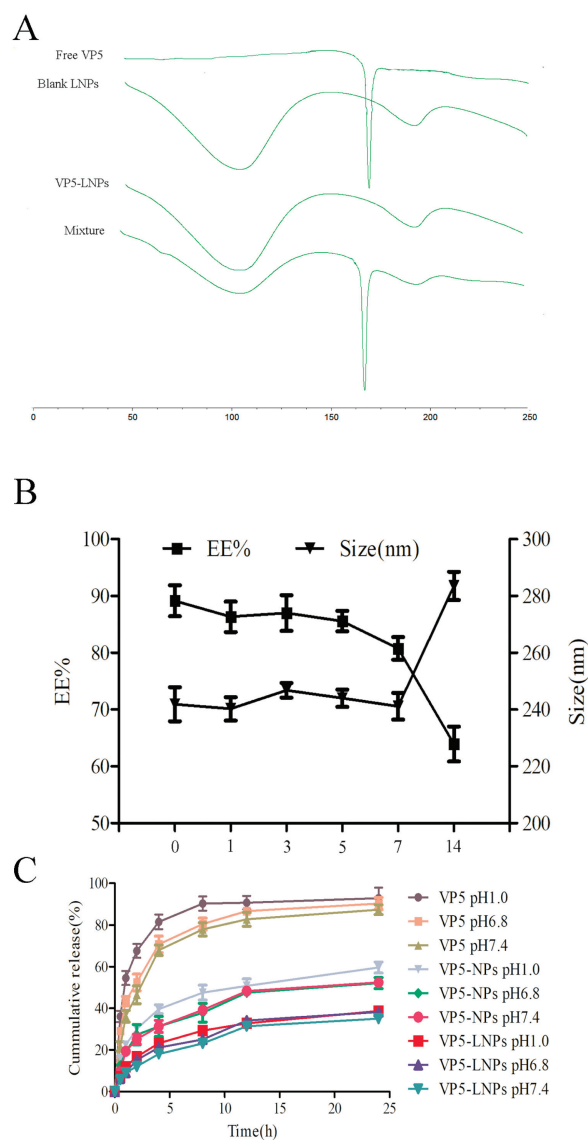 A
Free VP5
Blank LNPs
VP5-LNPs
Mixture
0 50 100 150 200 250
B
EE% Size(nm)
100 300
90 280
80 260
70 240
60 220
50 200
EE%
Size(nm)
0 1 3 5 7 14
C
100
80
60
40
20
0
Cummulative release(%)
0 5 10 15 20 25
Time(h)
VP5 pH1.0
VP5 pH6.8
VP5 pH7.4
VP5-NPs pH1.0
VP5-NPs pH6.8
VP5-NPs pH7.4
VP5-LNPs pH1.0
VP5-LNPs pH6.8
VP5-LNPs pH7.4